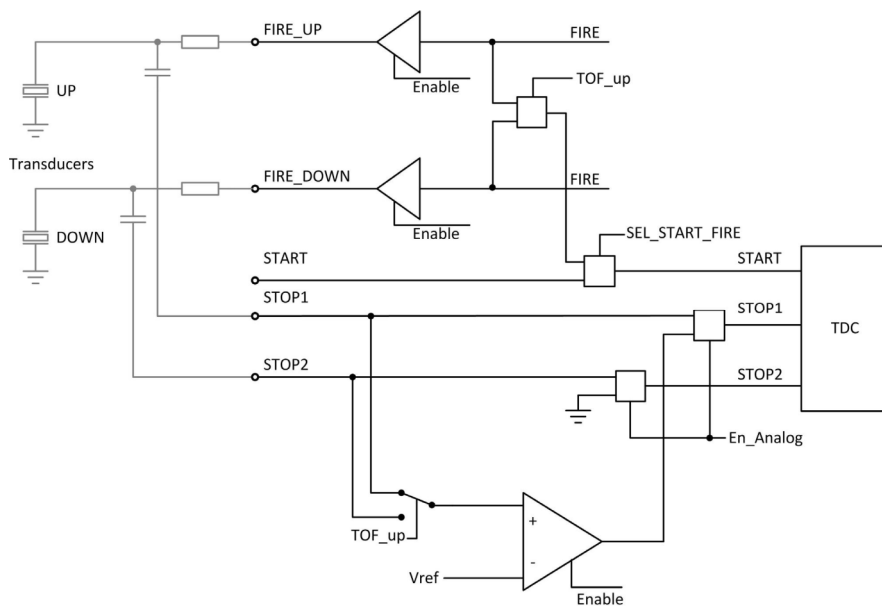 FIRE_UP
FIRE
Enable
TOF_up
UP
Transducers
FIRE_DOWN
FIRE
Enable
DOWN
SEL_START_FIRE
START
START
STOP1
STOP1
TDC
STOP2
STOP2
En_Analog
TOF_up
+
-
Vref
Enable